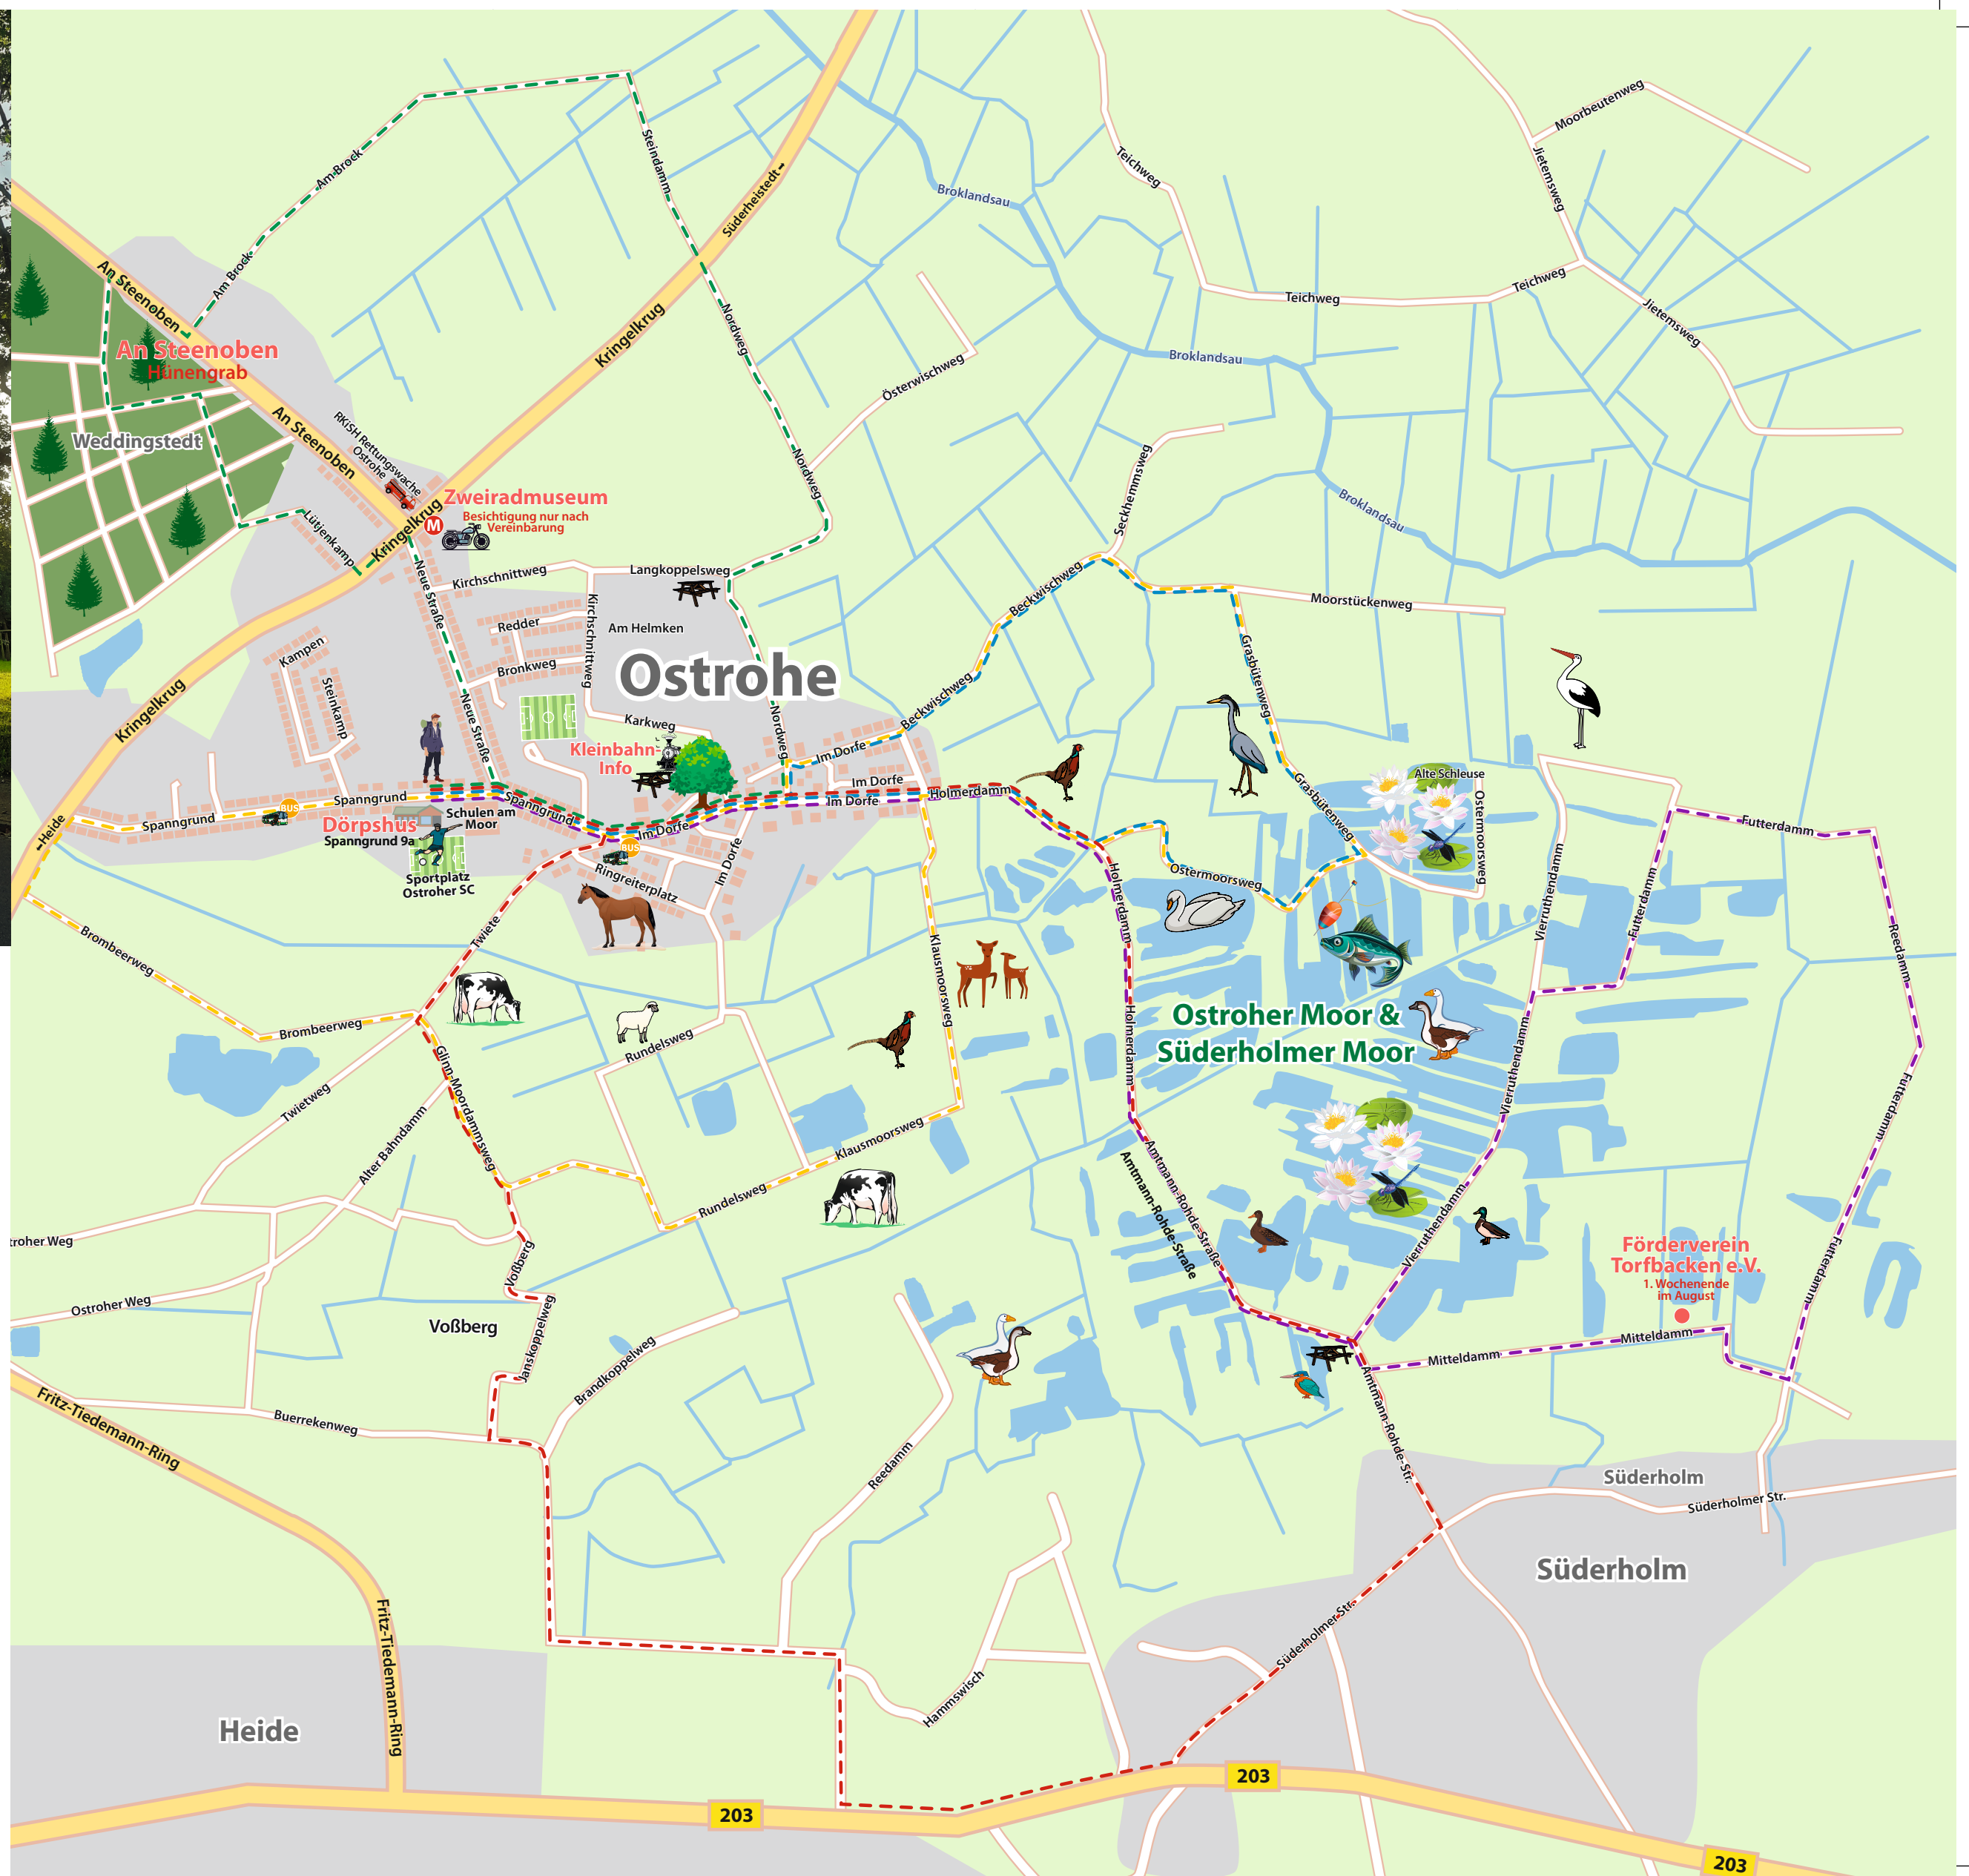 Moorbeutenweg
Jietemsweg
Teichweg
Am Brock
Steindamm
Süderheistedt
Broklandsau
Am Brock
An Steenoben
Teichweg
Teichweg
Jietemsweg
Kringelkrug
Nordweg
Broklandsau
An Steenoben
Hünengrab
Österwischweg
An Steenoben
Weddingstedt
RKiSH Rettungswache
Ostrohe
Nordweg
Seckhemmsweg
Broklandsau
Zweiradmuseum
M
Besichtigung nur nach
Vereinbarung
Kringelkrug
Lütjenkamp
Neue Straße
Kirchschnittweg
Langkoppelsweg
Beckwischweg
Moorstückenweg
Kirchschnittweg
Redder
Am Helmken
Bronkweg
Kampen
Steinkamp
Ostrohe
Grasbütenweg
Kringelkrug
Neue Straße
Karkweg
Nordweg
Beckwischweg
Kleinbahn-
Info
Im Dorfe
Im Dorfe
Im Dorfe
Holmerdamm
Grasbütenweg
Alte Schleuse
Ostermoorsweg
Spanngrund
BUS
Spanngrund
Spanngrund
Heide
Dörpshus
Spanngrund 9a
Schulen am
Moor
Im Dorfe
BUS
Im Dorfe
Futterdamm
Sportplatz
Ostroher SC
Ringreiterplatz
Ostermoorsweg
Holmerdamm
Vierruthendamm
Futterdamm
Reedamm
Brombeerweg
Twiete
Klausmoorsweg
Brombeerweg
Rundelsweg
Holmerdamm
Ostroher Moor &
Süderholmer Moor
Vierruthendamm
Futterdamm
Glinn-Moordammsweg
Twietweg
Alter Bahndamm
Klausmoorsweg
Rundelsweg
Amtmann-Rohde-Straße
Amtmann-Rohde-Straße
Vierruthendamm
Futterdamm
troher Weg
Voßberg
Ostroher Weg
Voßberg
Janskoppelweg
Brandkoppelweg
Förderverein
Torfbacken e.V.
1. Wochenende
im August
Mitteldamm
Mitteldamm
Fritz-Tiedemann-Ring
Buerrekenweg
Reedamm
Amtmann-Rohde-Str.
Süderholm
Süderholmer Str.
Süderholm
Süderholmer Str.
Fritz-Tiedemann-Ring
Hammswisch
Heide
203
203
203